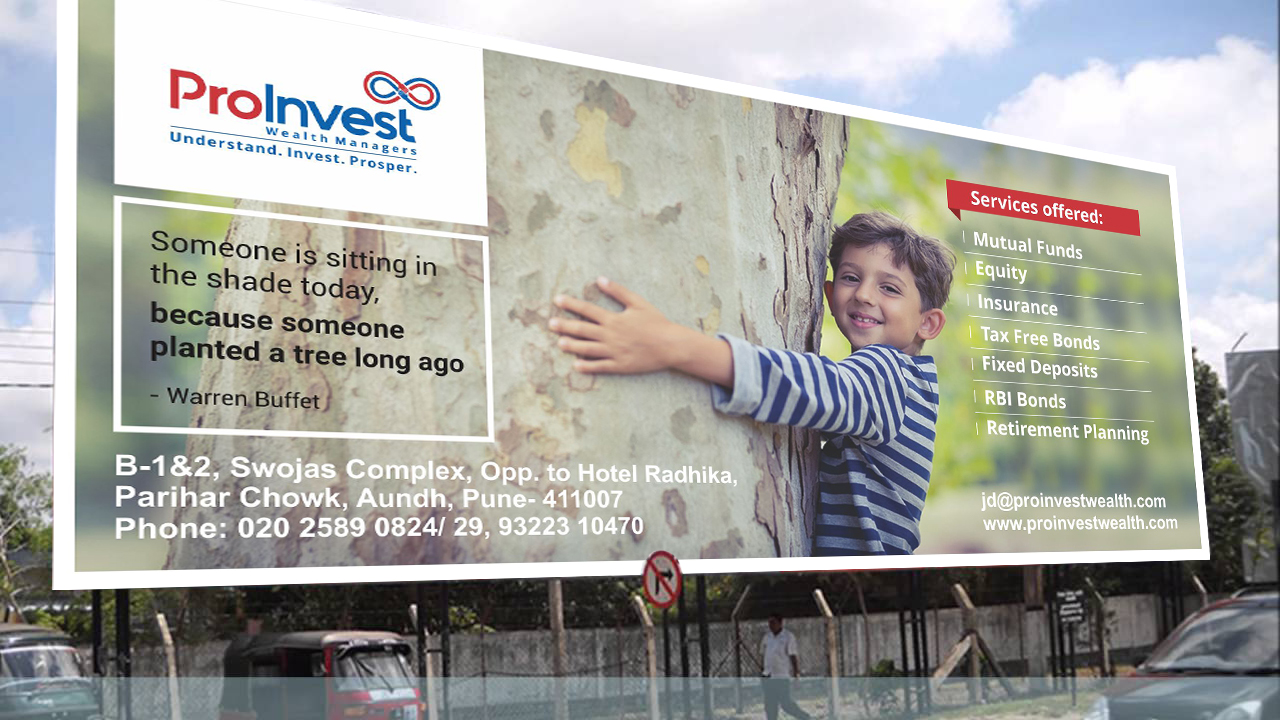 ProInvest
Wealth Managers
Understand. Invest. Prosper.
Someone is sitting in
the shade today,
because someone
planted a tree long ago
- Warren Buffet
B-1&2, Swojas Complex, Opp. to Hotel Radhika,
Parihar Chowk, Aundh, Pune- 411007
Phone: 020 2589 0824/ 29, 93223 10470
Services offered:
Mutual Funds
Equity
Insurance
Tax Free Bonds
Fixed Deposits
RBI Bonds
Retirement Planning
jd@proinvestwealth.com
www.proinvestwealth.com